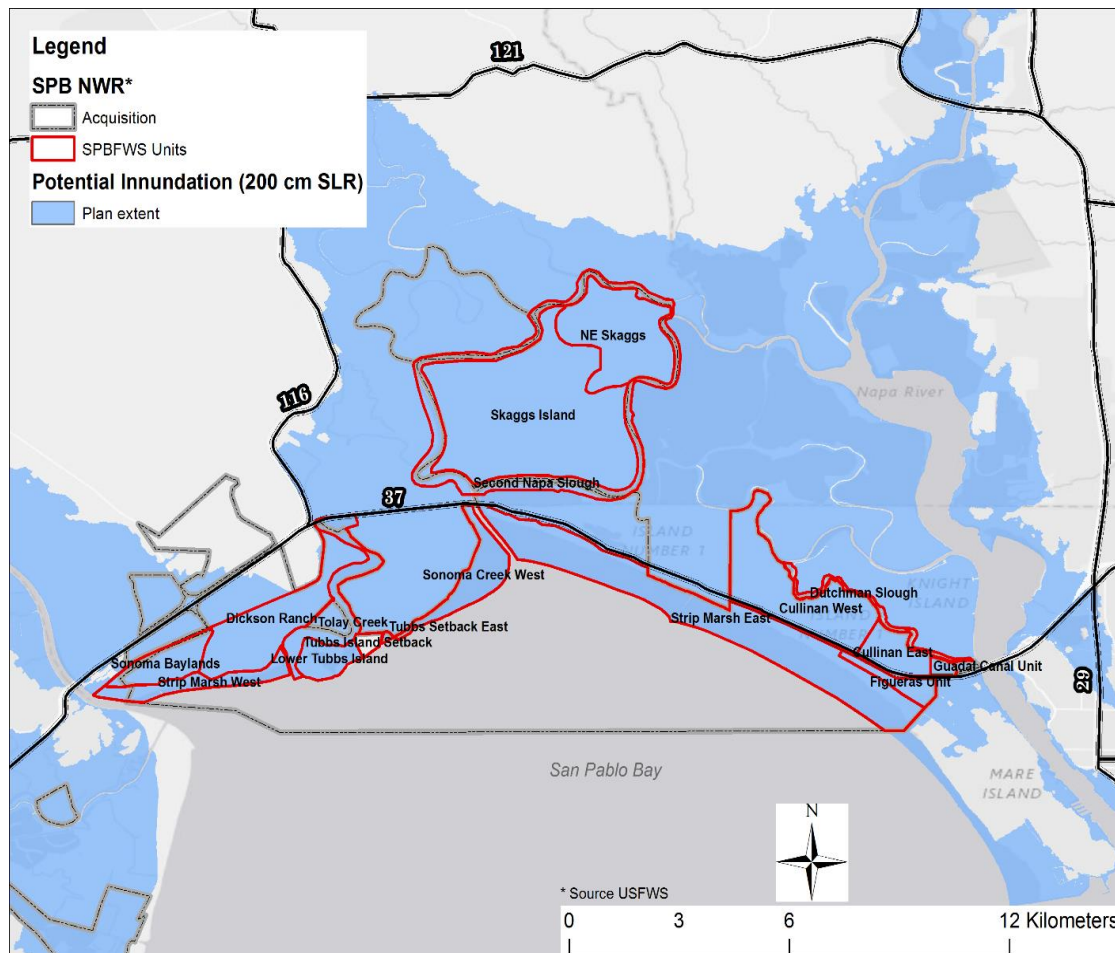 Legend
SPB NWR*
Acquisition
SPBFWS Units
Potential Innundation (200 cm SLR)
Plan extent
121
116
37
29
NE Skaggs
Skaggs Island
Second Napa Slough
Napa River
ISLAND
NUMBER 1
KNIGHT
ISLAND
Sonoma Creek West
Dutchman Slough
Cullinan West
Strip Marsh East
ISLAND
NUMBER 1
Cullinan East
Guadal Canal Unit
Figueras Unit
Dickson Ranch
Tolay Creek
Tubbs Setback East
Tubbs Island Setback
Lower Tubbs Island
Sonoma Baylands
Strip Marsh West
San Pablo Bay
MARE
ISLAND
N
* Source USFWS
0 3 6 12 Kilometers